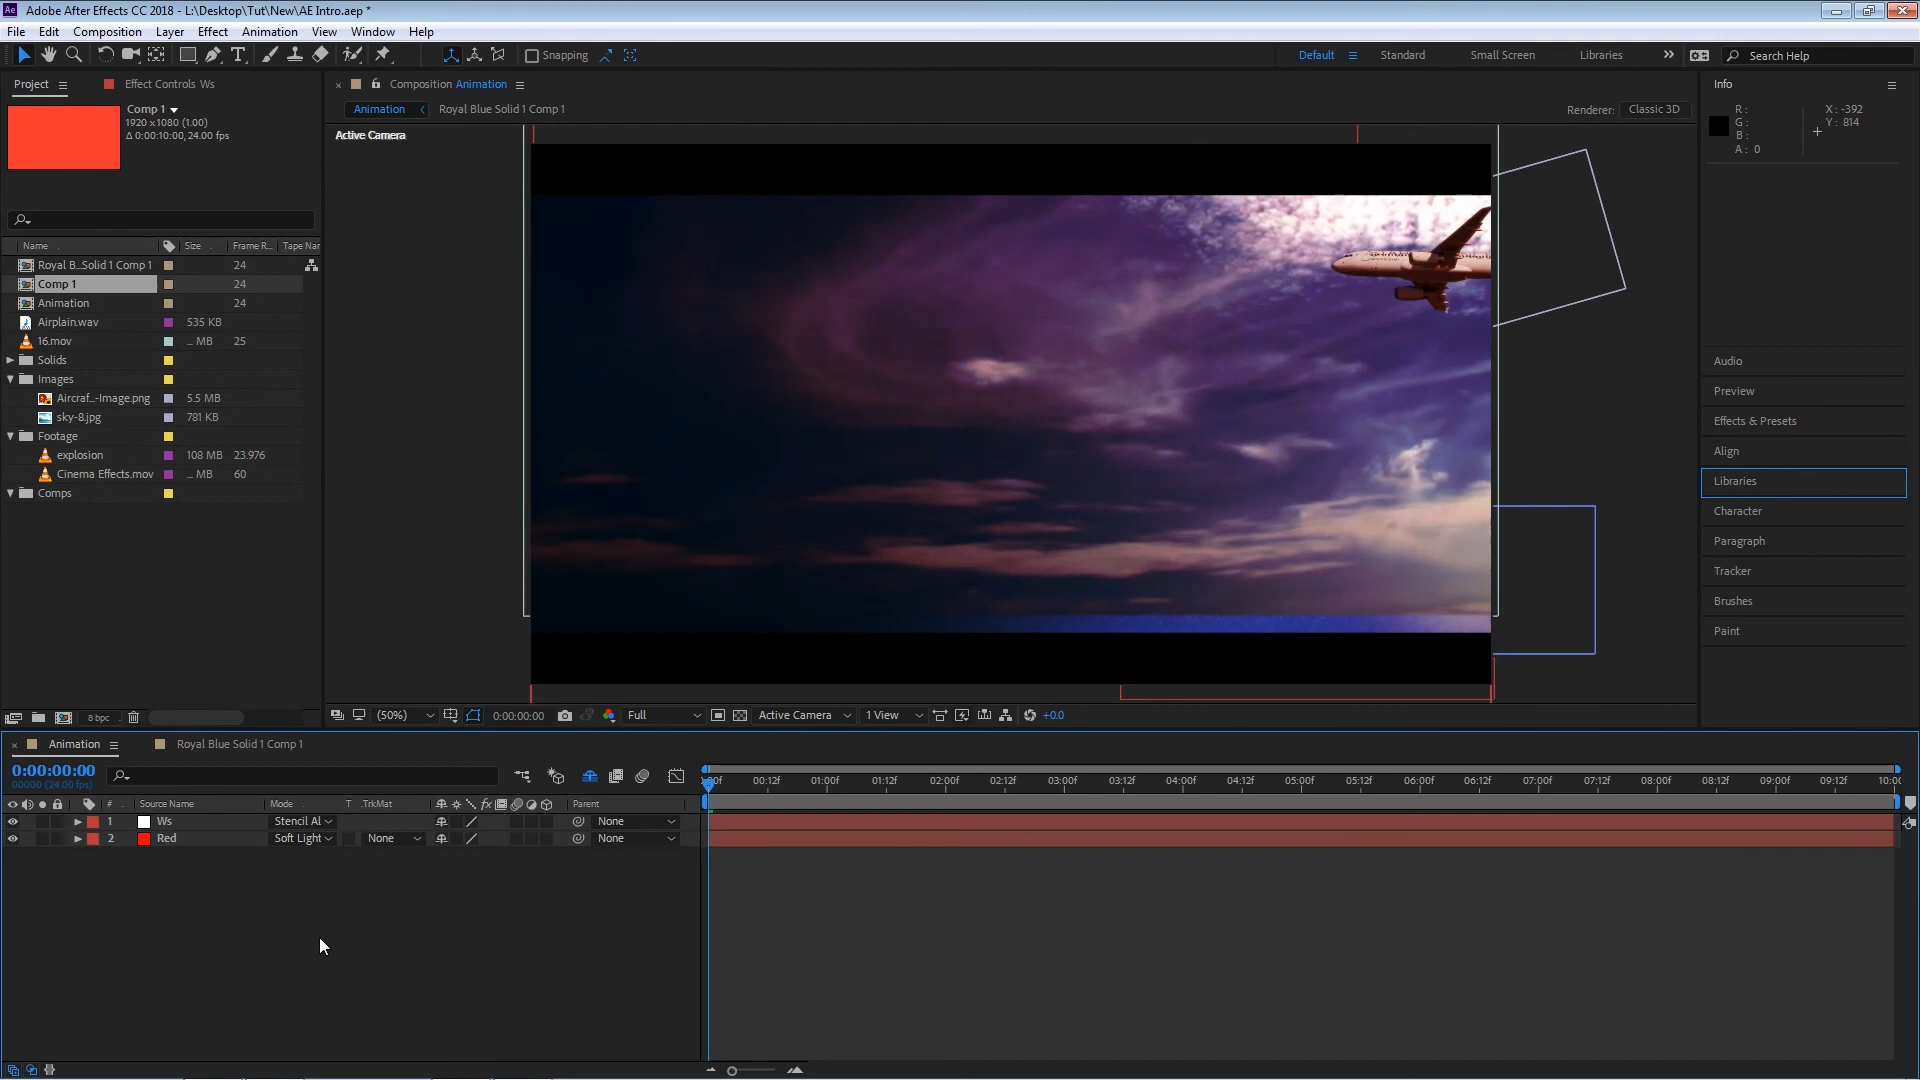 Adobe After Effects CC 2018 - L:\Desktop\Tut\New\AE Intro.aep *
File Edit Composition Layer Effect Animation View Window Help
Snapping
Default Standard Small Screen Libraries Search Help
Project Effect Controls Ws
Comp 1
1920 x1080 (1.00)
Δ 0:00:10:00, 24.00 fps
Name Size Frame R... Tape Nar
Royal B...Solid 1 Comp 1 24
Comp 1 24
Animation 24
Airplain.wav 535 KB
16.mov ... MB 25
Solids
Images
Aircraf...-Image.png 5.5 MB
sky-8.jpg 781 KB
Footage
explosion 108 MB 23.976
Cinema Effects.mov ... MB 60
Comps
8 bpc
Composition Animation
Animation Royal Blue Solid 1 Comp 1
Renderer: Classic 3D
Active Camera
(50%) 0:00:00:00 Full Active Camera 1 View +0.0
Info
R :
G :
B :
A : 0
X : -392
Y : 814
Audio
Preview
Effects & Presets
Align
Libraries
Character
Paragraph
Tracker
Brushes
Paint
Animation Royal Blue Solid 1 Comp 1
0:00:00:00
00000 (24.00 fps)
# Source Name Mode T .TrkMat fx Parent
1 Ws Stencil Al None
2 Red Soft Light None None
00:12f 01:00f 01:12f 02:00f 02:12f 03:00f 03:12f 04:00f 04:12f 05:00f 05:12f 06:00f 06:12f 07:00f 07:12f 08:00f 08:12f 09:00f 09:12f 10:00